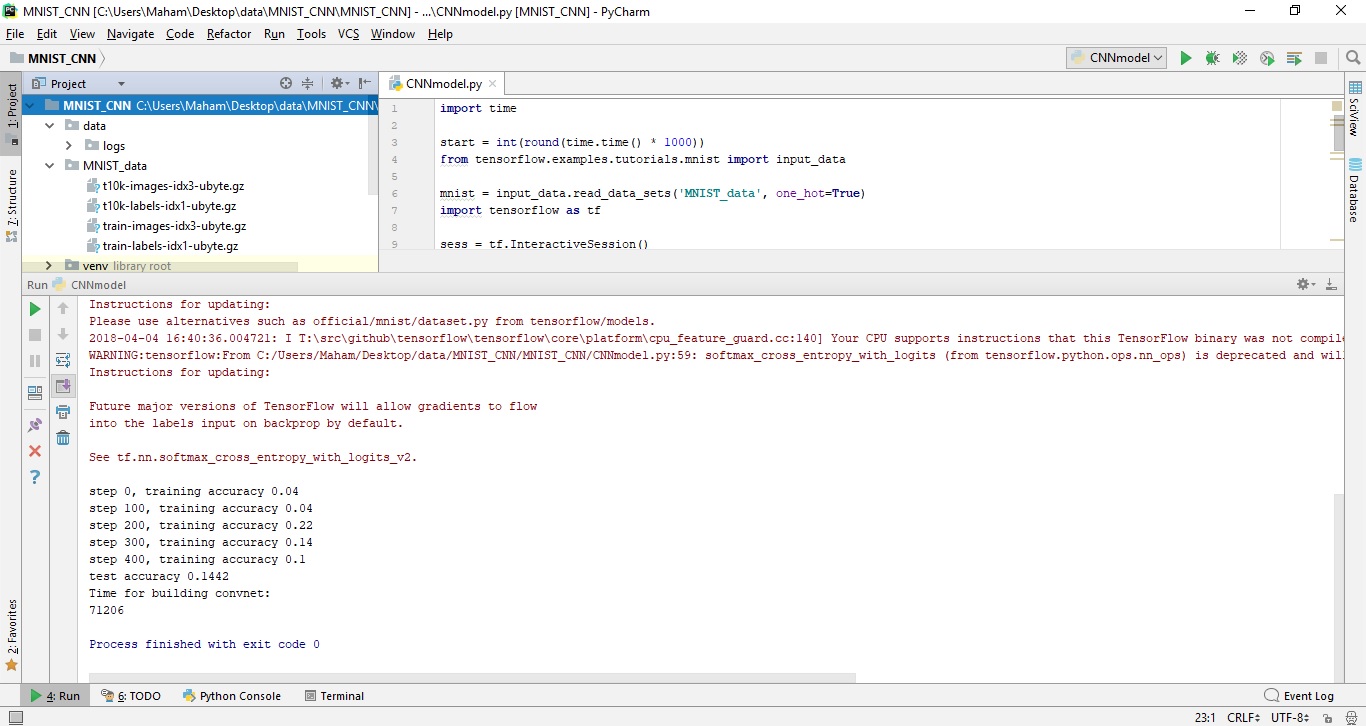 MNIST_CNN [C:\Users\Maham\Desktop\data\MNIST_CNN\MNIST_CNN] - ...\CNNmodel.py [MNIST_CNN] - PyCharm
File Edit View Navigate Code Refactor Run Tools VCS Window Help
MNIST_CNN
CNNmodel
1: Project
7: Structure
2: Favorites
Project
MNIST_CNN C:\Users\Maham\Desktop\data\MNIST_CNN\
data
logs
MNIST_data
t10k-images-idx3-ubyte.gz
t10k-labels-idx1-ubyte.gz
train-images-idx3-ubyte.gz
train-labels-idx1-ubyte.gz
venv library root
CNNmodel.py
1 import time
2
3 start = int(round(time.time() * 1000))
4 from tensorflow.examples.tutorials.mnist import input_data
5
6 mnist = input_data.read_data_sets('MNIST_data', one_hot=True)
7 import tensorflow as tf
8
9 sess = tf.InteractiveSession()
SciView
Database
Run CNNmodel
Instructions for updating:
Please use alternatives such as official/mnist/dataset.py from tensorflow/models.
2018-04-04 16:40:36.004721: I T:\src\github\tensorflow\tensorflow\core\platform\cpu_feature_guard.cc:140] Your CPU supports instructions that this TensorFlow binary was not compile
WARNING:tensorflow:From C:/Users/Maham/Desktop/data/MNIST_CNN/MNIST_CNN/CNNmodel.py:59: softmax_cross_entropy_with_logits (from tensorflow.python.ops.nn_ops) is deprecated and wil
Instructions for updating:
Future major versions of TensorFlow will allow gradients to flow
into the labels input on backprop by default.
See tf.nn.softmax_cross_entropy_with_logits_v2.
step 0, training accuracy 0.04
step 100, training accuracy 0.04
step 200, training accuracy 0.22
step 300, training accuracy 0.14
step 400, training accuracy 0.1
test accuracy 0.1442
Time for building convnet:
71206
Process finished with exit code 0
4: Run 6: TODO Python Console Terminal Event Log
23:1 CRLF UTF-8